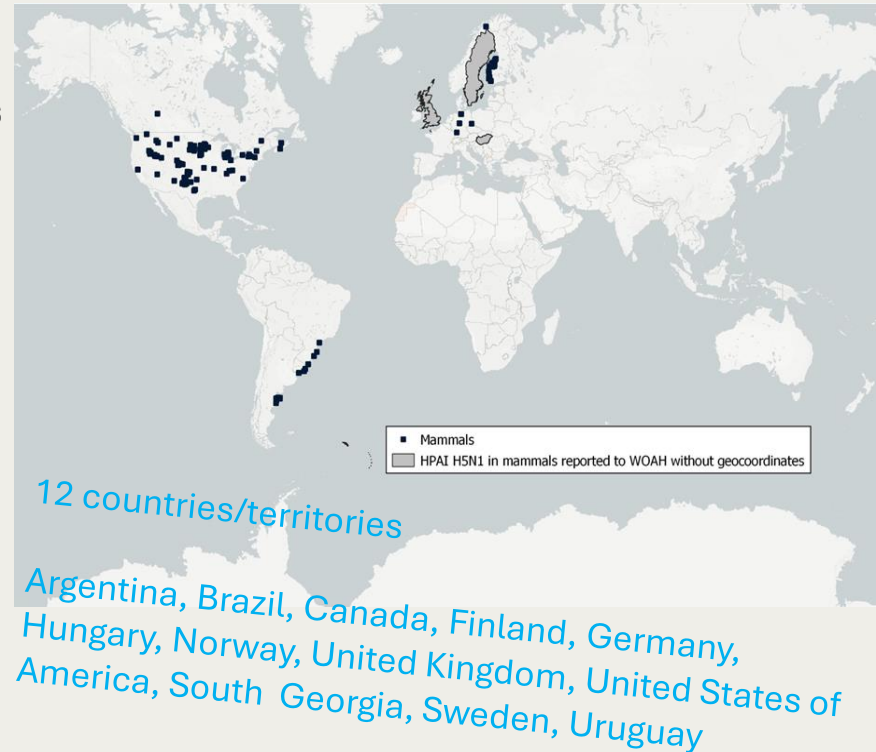 s
Mammals
HPAI H5N1 in mammals reported to WOAH without geocoordinates
12 countries/territories
Argentina, Brazil, Canada, Finland, Germany,
Hungary, Norway, United Kingdom, United States of
America, South Georgia, Sweden, Uruguay